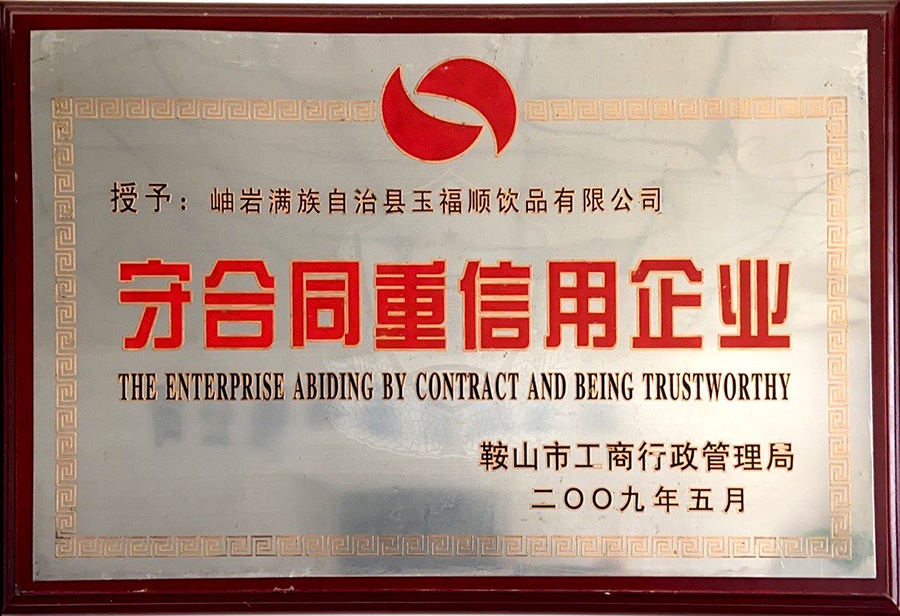 授予：岫岩满族自治县玉福顺饮品有限公司
守合同重信用企业
THE ENTERPRISE ABIDING BY CONTRACT AND BEING TRUSTWORTHY
鞍山市工商行政管理局
二〇〇九年五月